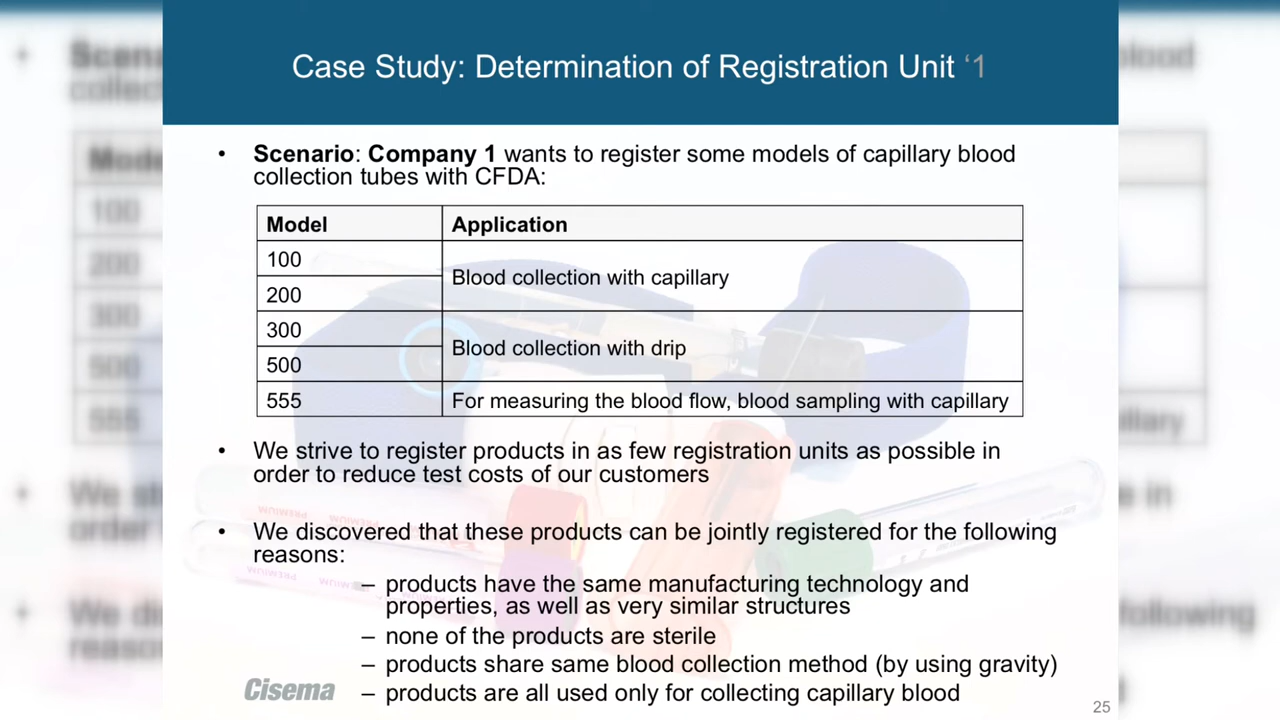 Case Study: Determination of Registration Unit ‘1
• Scenario: Company 1 wants to register some models of capillary blood
collection tubes with CFDA:
Model Application
100
Blood collection with capillary
200
300
Blood collection with drip
500
555 For measuring the blood flow, blood sampling with capillary
• We strive to register products in as few registration units as possible in
order to reduce test costs of our customers
PREMIUM PREMIUM
• We discovered that these products can be jointly registered for the following
reasons:
PREMIUM PREMIUM
– products have the same manufacturing technology and
properties, as well as very similar structures
– none of the products are sterile
– products share same blood collection method (by using gravity)
Cisema
– products are all used only for collecting capillary blood
25